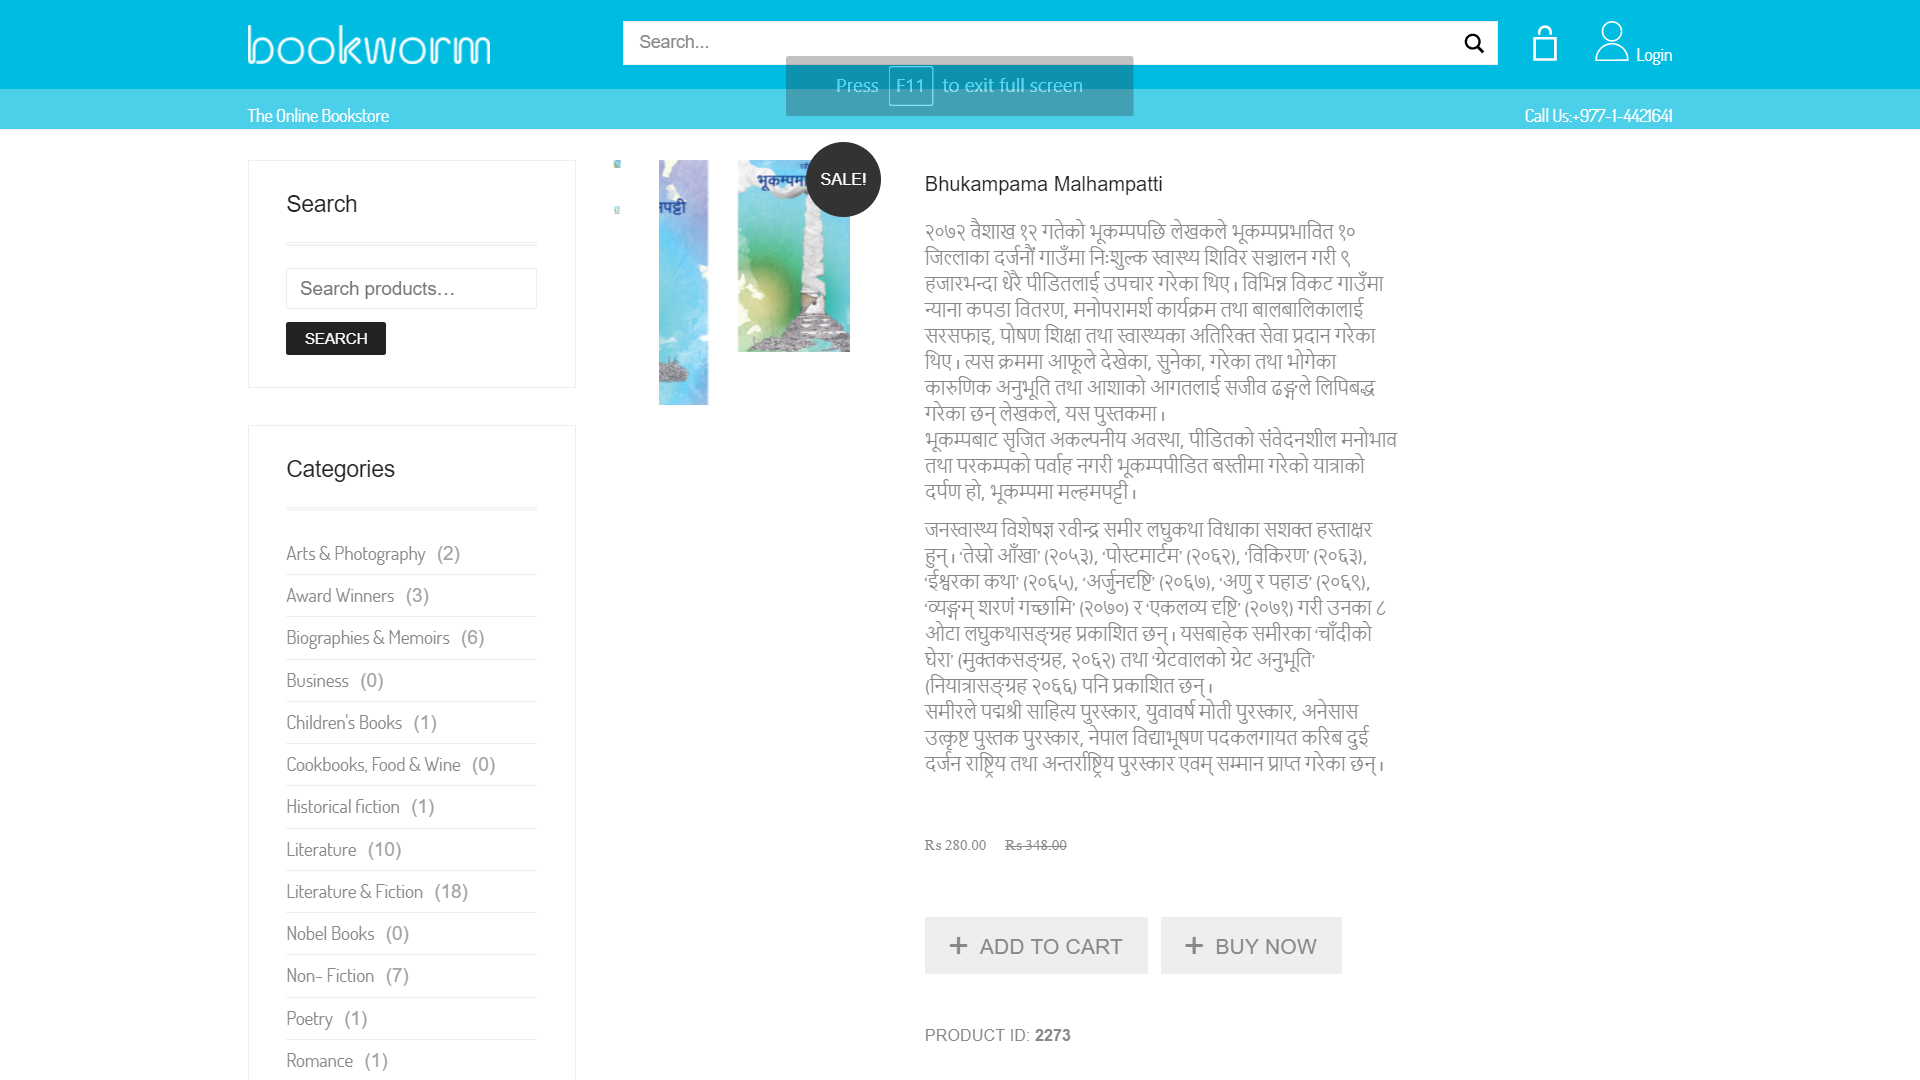 bookworm
Search...
Login
Press F11 to exit full screen
The Online Bookstore
Call Us:+977-1-4421641
Search
Search products…
SEARCH
Categories
Arts & Photography (2)
Award Winners (3)
Biographies & Memoirs (6)
Business (0)
Children's Books (1)
Cookbooks, Food & Wine (0)
Historical fiction (1)
Literature (10)
Literature & Fiction (18)
Nobel Books (0)
Non- Fiction (7)
Poetry (1)
Romance (1)
SALE!
Bhukampama Malhampatti
२०७२ वैशाख १२ गतेको भूकम्पपछि लेखकले भूकम्पप्रभावित १०
जिल्लाका दर्जनौं गाउँमा निःशुल्क स्वास्थ्य शिविर सञ्चालन गरी ९
हजारभन्दा धेरै पीडितलाई उपचार गरेका थिए । विभिन्न विकट गाउँमा
न्याना कपडा वितरण, मनोपरामर्श कार्यक्रम तथा बालबालिकालाई
सरसफाइ, पोषण शिक्षा तथा स्वास्थ्यका अतिरिक्त सेवा प्रदान गरेका
थिए । त्यस क्रममा आफूले देखेका, सुनेका, गरेका तथा भोगेका
कारुणिक अनुभूति तथा आशाको आगतलाई सजीव ढङ्गले लिपिबद्ध
गरेका छन् लेखकले, यस पुस्तकमा ।
भूकम्पबाट सृजित अकल्पनीय अवस्था, पीडितको संवेदनशील मनोभाव
तथा परकम्पको पर्वाह नगरी भूकम्पपीडित बस्तीमा गरेको यात्राको
दर्पण हो, भूकम्पमा मल्हमपट्टी ।
जनस्वास्थ्य विशेषज्ञ रवीन्द्र समीर लघुकथा विधाका सशक्त हस्ताक्षर
हुन् । ‘तेस्रो आँखा’ (२०५३), ‘पोस्टमार्टम’ (२०६२), ‘विकिरण’ (२०६३),
‘ईश्वरका कथा’ (२०६५), ‘अर्जुनदृष्टि’ (२०६७), ‘अणु र पहाड’ (२०६९),
‘व्यङ्गम् शरणं गच्छामि’ (२०७०) र ‘एकलव्य दृष्टि’ (२०७१) गरी उनका ८
ओटा लघुकथासङ्ग्रह प्रकाशित छन् । यसबाहेक समीरका ‘चाँदीको
घेरा’ (मुक्तकसङ्ग्रह, २०६२) तथा ‘ग्रेटवालको ग्रेट अनुभूति’
(नियात्रासङ्ग्रह २०६६) पनि प्रकाशित छन् ।
समीरले पद्मश्री साहित्य पुरस्कार, युवावर्ष मोती पुरस्कार, अनेसास
उत्कृष्ट पुस्तक पुरस्कार, नेपाल विद्याभूषण पदकलगायत करिब दुई
दर्जन राष्ट्रिय तथा अन्तर्राष्ट्रिय पुरस्कार एवम् सम्मान प्राप्त गरेका छन् ।
Rs 280.00 Rs 348.00
+ ADD TO CART
+ BUY NOW
PRODUCT ID: 2273